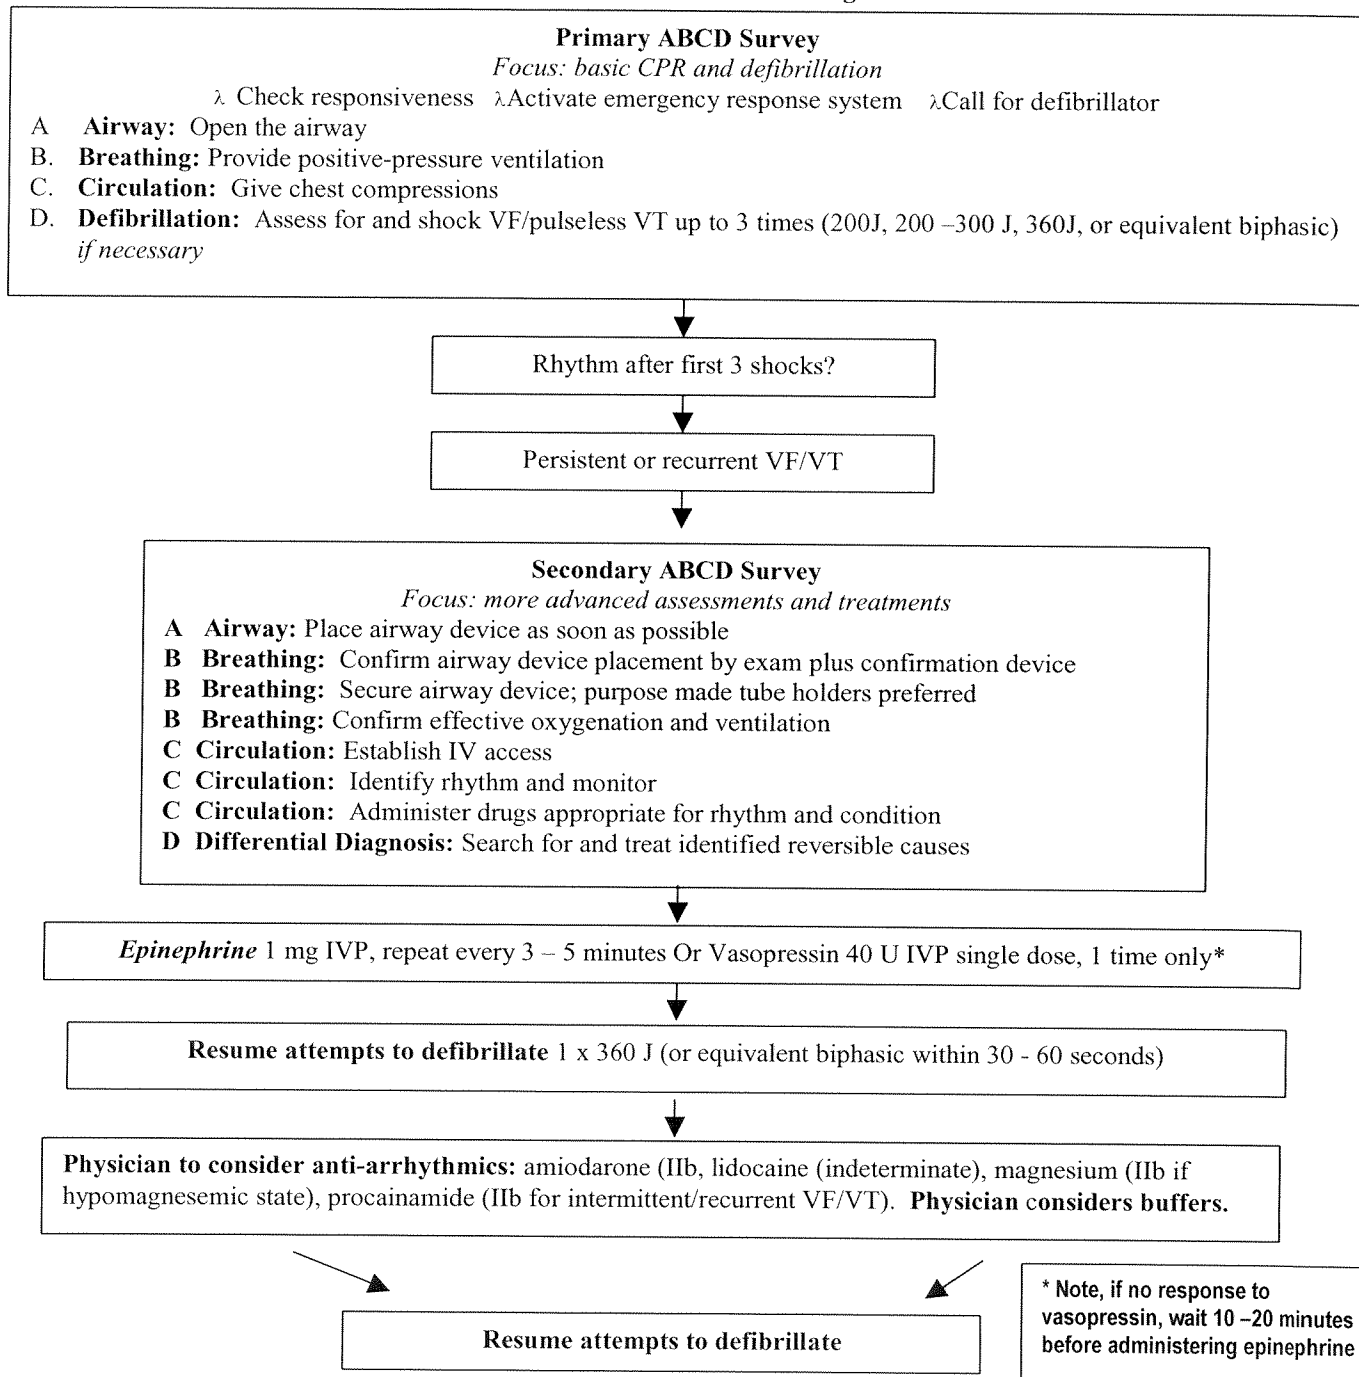 Primary ABCD Survey
Focus: basic CPR and defibrillation
λ Check responsiveness λActivate emergency response system λCall for defibrillator
A Airway: Open the airway
B. Breathing: Provide positive-pressure ventilation
C. Circulation: Give chest compressions
D. Defibrillation: Assess for and shock VF/pulseless VT up to 3 times (200J, 200 –300 J, 360J, or equivalent biphasic)
if necessary
Rhythm after first 3 shocks?
Persistent or recurrent VF/VT
Secondary ABCD Survey
Focus: more advanced assessments and treatments
A Airway: Place airway device as soon as possible
B Breathing: Confirm airway device placement by exam plus confirmation device
B Breathing: Secure airway device; purpose made tube holders preferred
B Breathing: Confirm effective oxygenation and ventilation
C Circulation: Establish IV access
C Circulation: Identify rhythm and monitor
C Circulation: Administer drugs appropriate for rhythm and condition
D Differential Diagnosis: Search for and treat identified reversible causes
Epinephrine 1 mg IVP, repeat every 3 – 5 minutes Or Vasopressin 40 U IVP single dose, 1 time only*
Resume attempts to defibrillate 1 x 360 J (or equivalent biphasic within 30 - 60 seconds)
Physician to consider anti-arrhythmics: amiodarone (IIb, lidocaine (indeterminate), magnesium (IIb if
hypomagnesemic state), procainamide (IIb for intermittent/recurrent VF/VT). Physician considers buffers.
Resume attempts to defibrillate
* Note, if no response to
vasopressin, wait 10 –20 minutes
before administering epinephrine